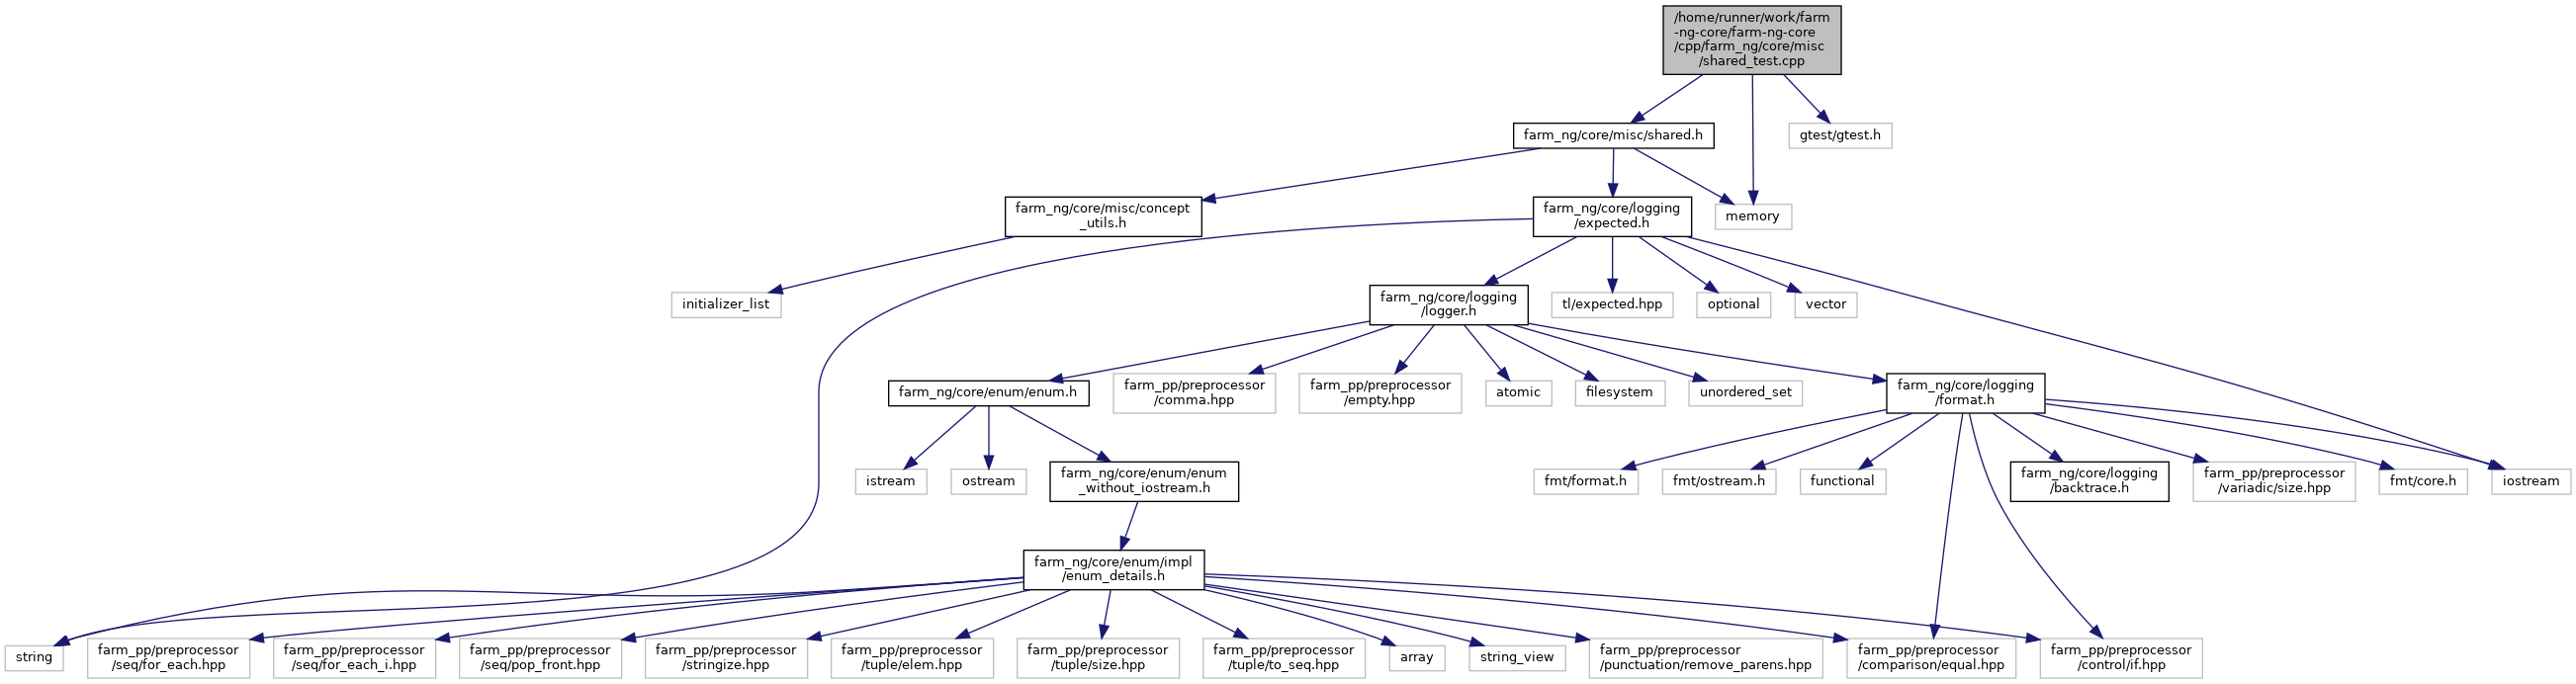 /home/runner/work/farm
-ng-core/farm-ng-core
/cpp/farm_ng/core/misc
/shared_test.cpp
farm_ng/core/misc/shared.h
gtest/gtest.h
farm_ng/core/misc/concept
_utils.h
farm_ng/core/logging
/expected.h
memory
initializer_list
farm_ng/core/logging
/logger.h
tl/expected.hpp
optional
vector
farm_ng/core/enum/enum.h
farm_pp/preprocessor
/comma.hpp
farm_pp/preprocessor
/empty.hpp
atomic
filesystem
unordered_set
farm_ng/core/logging
/format.h
istream
ostream
farm_ng/core/enum/enum
_without_iostream.h
fmt/format.h
fmt/ostream.h
functional
farm_ng/core/logging
/backtrace.h
farm_pp/preprocessor
/variadic/size.hpp
fmt/core.h
iostream
farm_ng/core/enum/impl
/enum_details.h
string
farm_pp/preprocessor
/seq/for_each.hpp
farm_pp/preprocessor
/seq/for_each_i.hpp
farm_pp/preprocessor
/seq/pop_front.hpp
farm_pp/preprocessor
/stringize.hpp
farm_pp/preprocessor
/tuple/elem.hpp
farm_pp/preprocessor
/tuple/size.hpp
farm_pp/preprocessor
/tuple/to_seq.hpp
array
string_view
farm_pp/preprocessor
/punctuation/remove_parens.hpp
farm_pp/preprocessor
/comparison/equal.hpp
farm_pp/preprocessor
/control/if.hpp